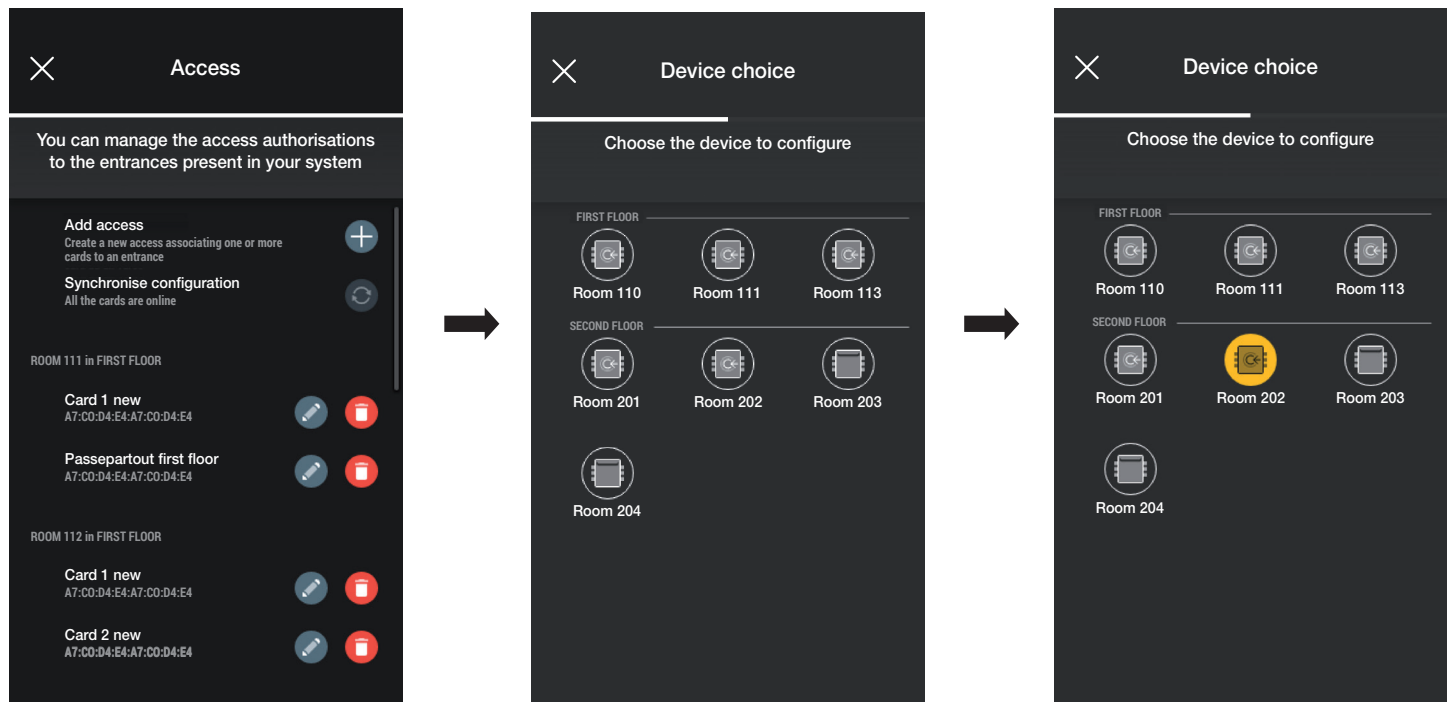 Access
You can manage the access authorisations
to the entrances present in your system
Add access
Create a new access associating one or more
cards to an entrance
Synchronise configuration
All the cards are online
ROOM 111 in FIRST FLOOR
Card 1 new
A7:C0:D4:E4:A7:C0:D4:E4
Passepartout first floor
A7:C0:D4:E4:A7:C0:D4:E4
ROOM 112 in FIRST FLOOR
Card 1 new
A7:C0:D4:E4:A7:C0:D4:E4
Card 2 new
A7:C0:D4:E4:A7:C0:D4:E4
Device choice
Choose the device to configure
FIRST FLOOR
Room 110 Room 111 Room 113
SECOND FLOOR
Room 201 Room 202 Room 203
Room 204
Device choice
Choose the device to configure
FIRST FLOOR
Room 110 Room 111 Room 113
SECOND FLOOR
Room 201 Room 202 Room 203
Room 204